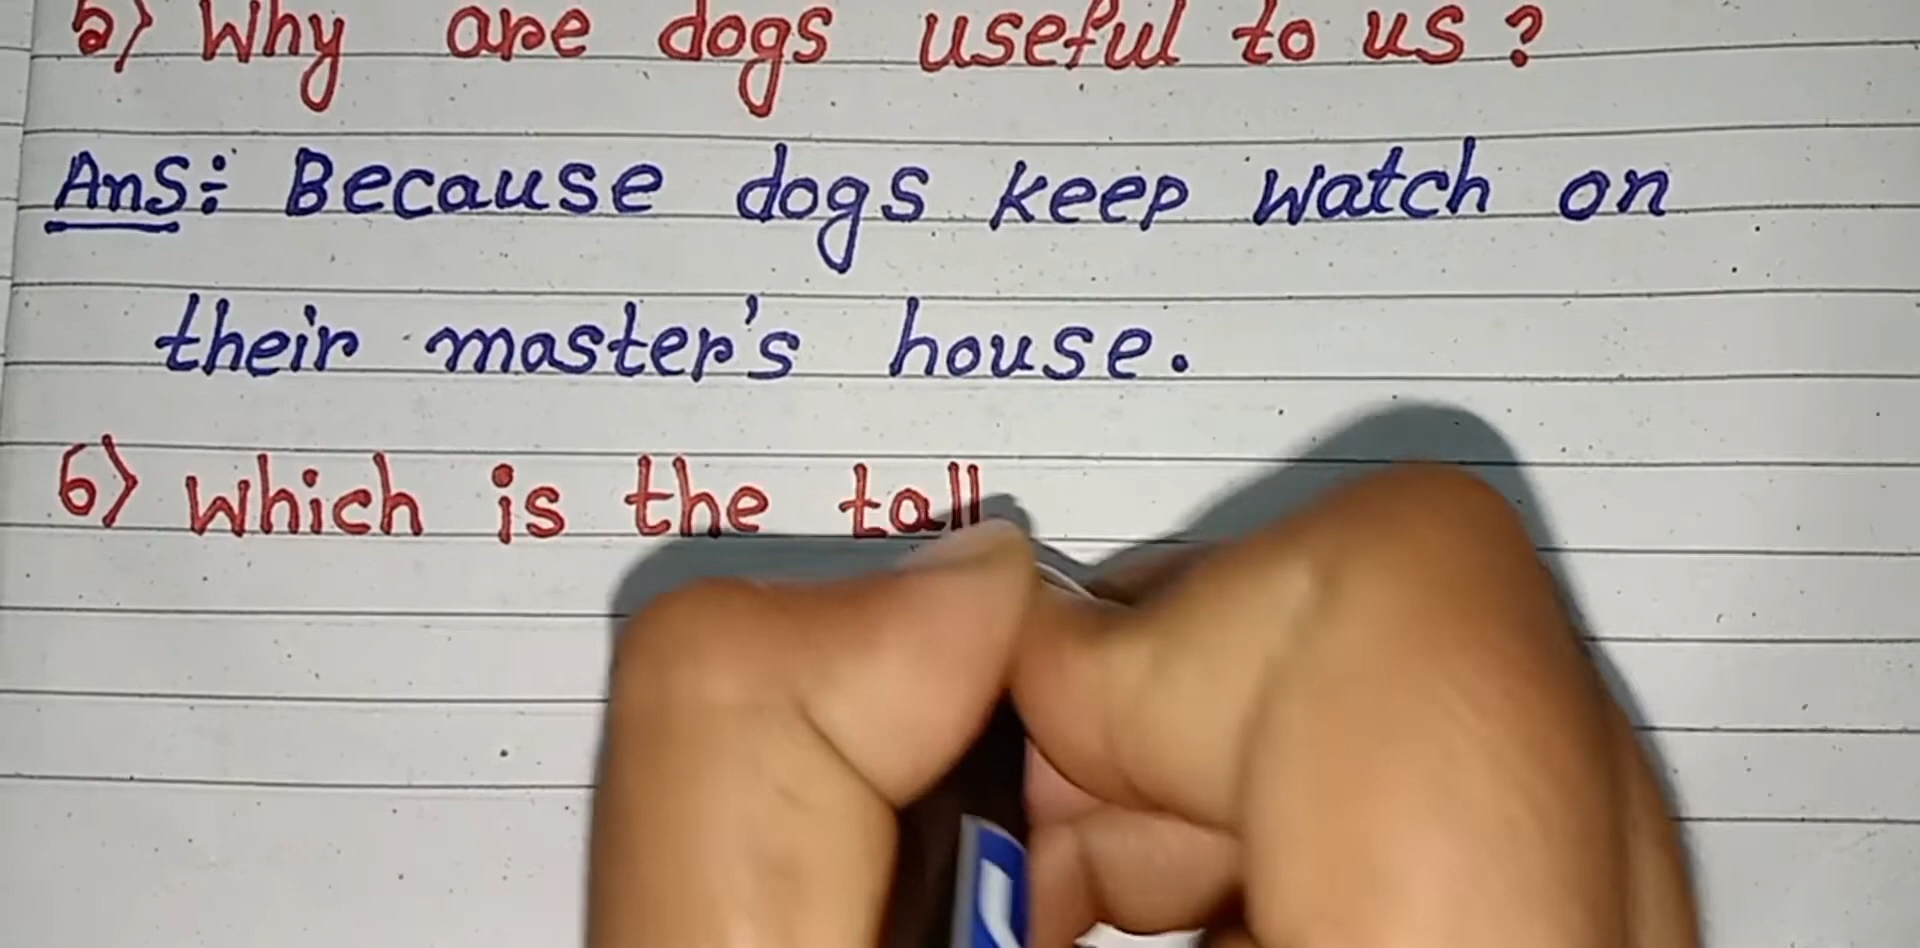 5) Why are dogs useful to us?
Ans: Because dogs keep watch on
their master's house.
6) Which is the tall